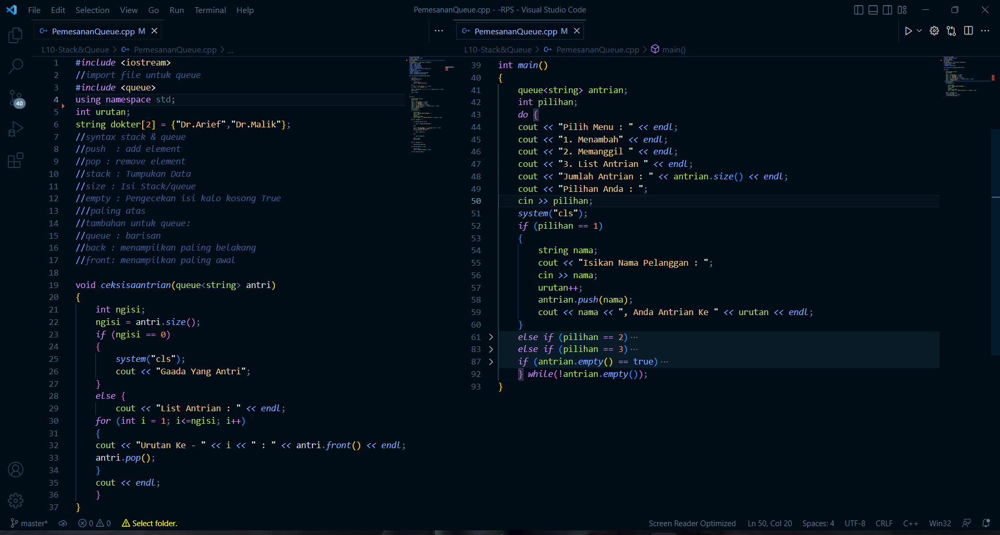 File Edit Selection View Go Run Terminal Help
PemesananQueue.cpp - -RPS - Visual Studio Code
PemesananQueue.cpp M
L10-Stack&Queue > PemesananQueue.cpp > ...
1 #include <iostream>
2 //import file untuk queue
3 #include <queue>
4 using namespace std;
5 int urutan;
6 string dokter[2] = {"Dr.Arief","Dr.Malik"};
7 //syntax stack & queue
8 //push  : add element
9 //pop : remove element
10 //stack : Tumpukan Data
11 //size : Isi Stack/queue
12 //empty : Pengecekan isi kalo kosong True
13 ///paling atas
14 //tambahan untuk queue:
15 //queue : barisan
16 //back : menampilkan paling belakang
17 //front: menampilkan paling awal
18
19 void ceksisaantrian(queue<string> antri)
20 {
21 int ngisi;
22 ngisi = antri.size();
23 if (ngisi == 0)
24 {
25 system("cls");
26 cout << "Gaada Yang Antri";
27 }
28 else {
29 cout << "List Antrian : " << endl;
30 for (int i = 1; i<=ngisi; i++)
31 {
32 cout << "Urutan Ke - " << i << " : " << antri.front() << endl;
33 antri.pop();
34 }
35 cout << endl;
36 }
37 }
PemesananQueue.cpp M
L10-Stack&Queue > PemesananQueue.cpp > main()
39 int main()
40 {
41 queue<string> antrian;
42 int pilihan;
43 do {
44 cout << "Pilih Menu : " << endl;
45 cout << "1. Menambah" << endl;
46 cout << "2. Memanggil " << endl;
47 cout << "3. List Antrian " << endl;
48 cout << "Jumlah Antrian : " << antrian.size() << endl;
49 cout << "Pilihan Anda : ";
50 cin >> pilihan;
51 system("cls");
52 if (pilihan == 1)
53 {
54 string nama;
55 cout << "Isikan Nama Pelanggan : ";
56 cin >> nama;
57 urutan++;
58 antrian.push(nama);
59 cout << nama << ", Anda Antrian Ke " << urutan << endl;
60 }
61 else if (pilihan == 2)···
83 else if (pilihan == 3)···
87 if (antrian.empty() == true)···
92 } while(!antrian.empty());
93 }
40
master* 0 0 Select folder.
Screen Reader Optimized Ln 50, Col 20 Spaces: 4 UTF-8 CRLF C++ Win32